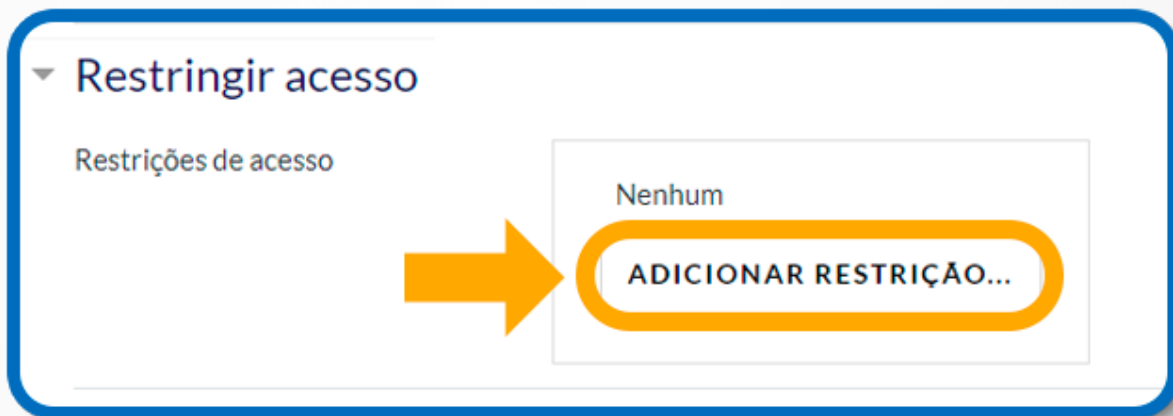 Restringir acesso
Restrições de acesso
Nenhum
ADICIONAR RESTRIÇÃO...